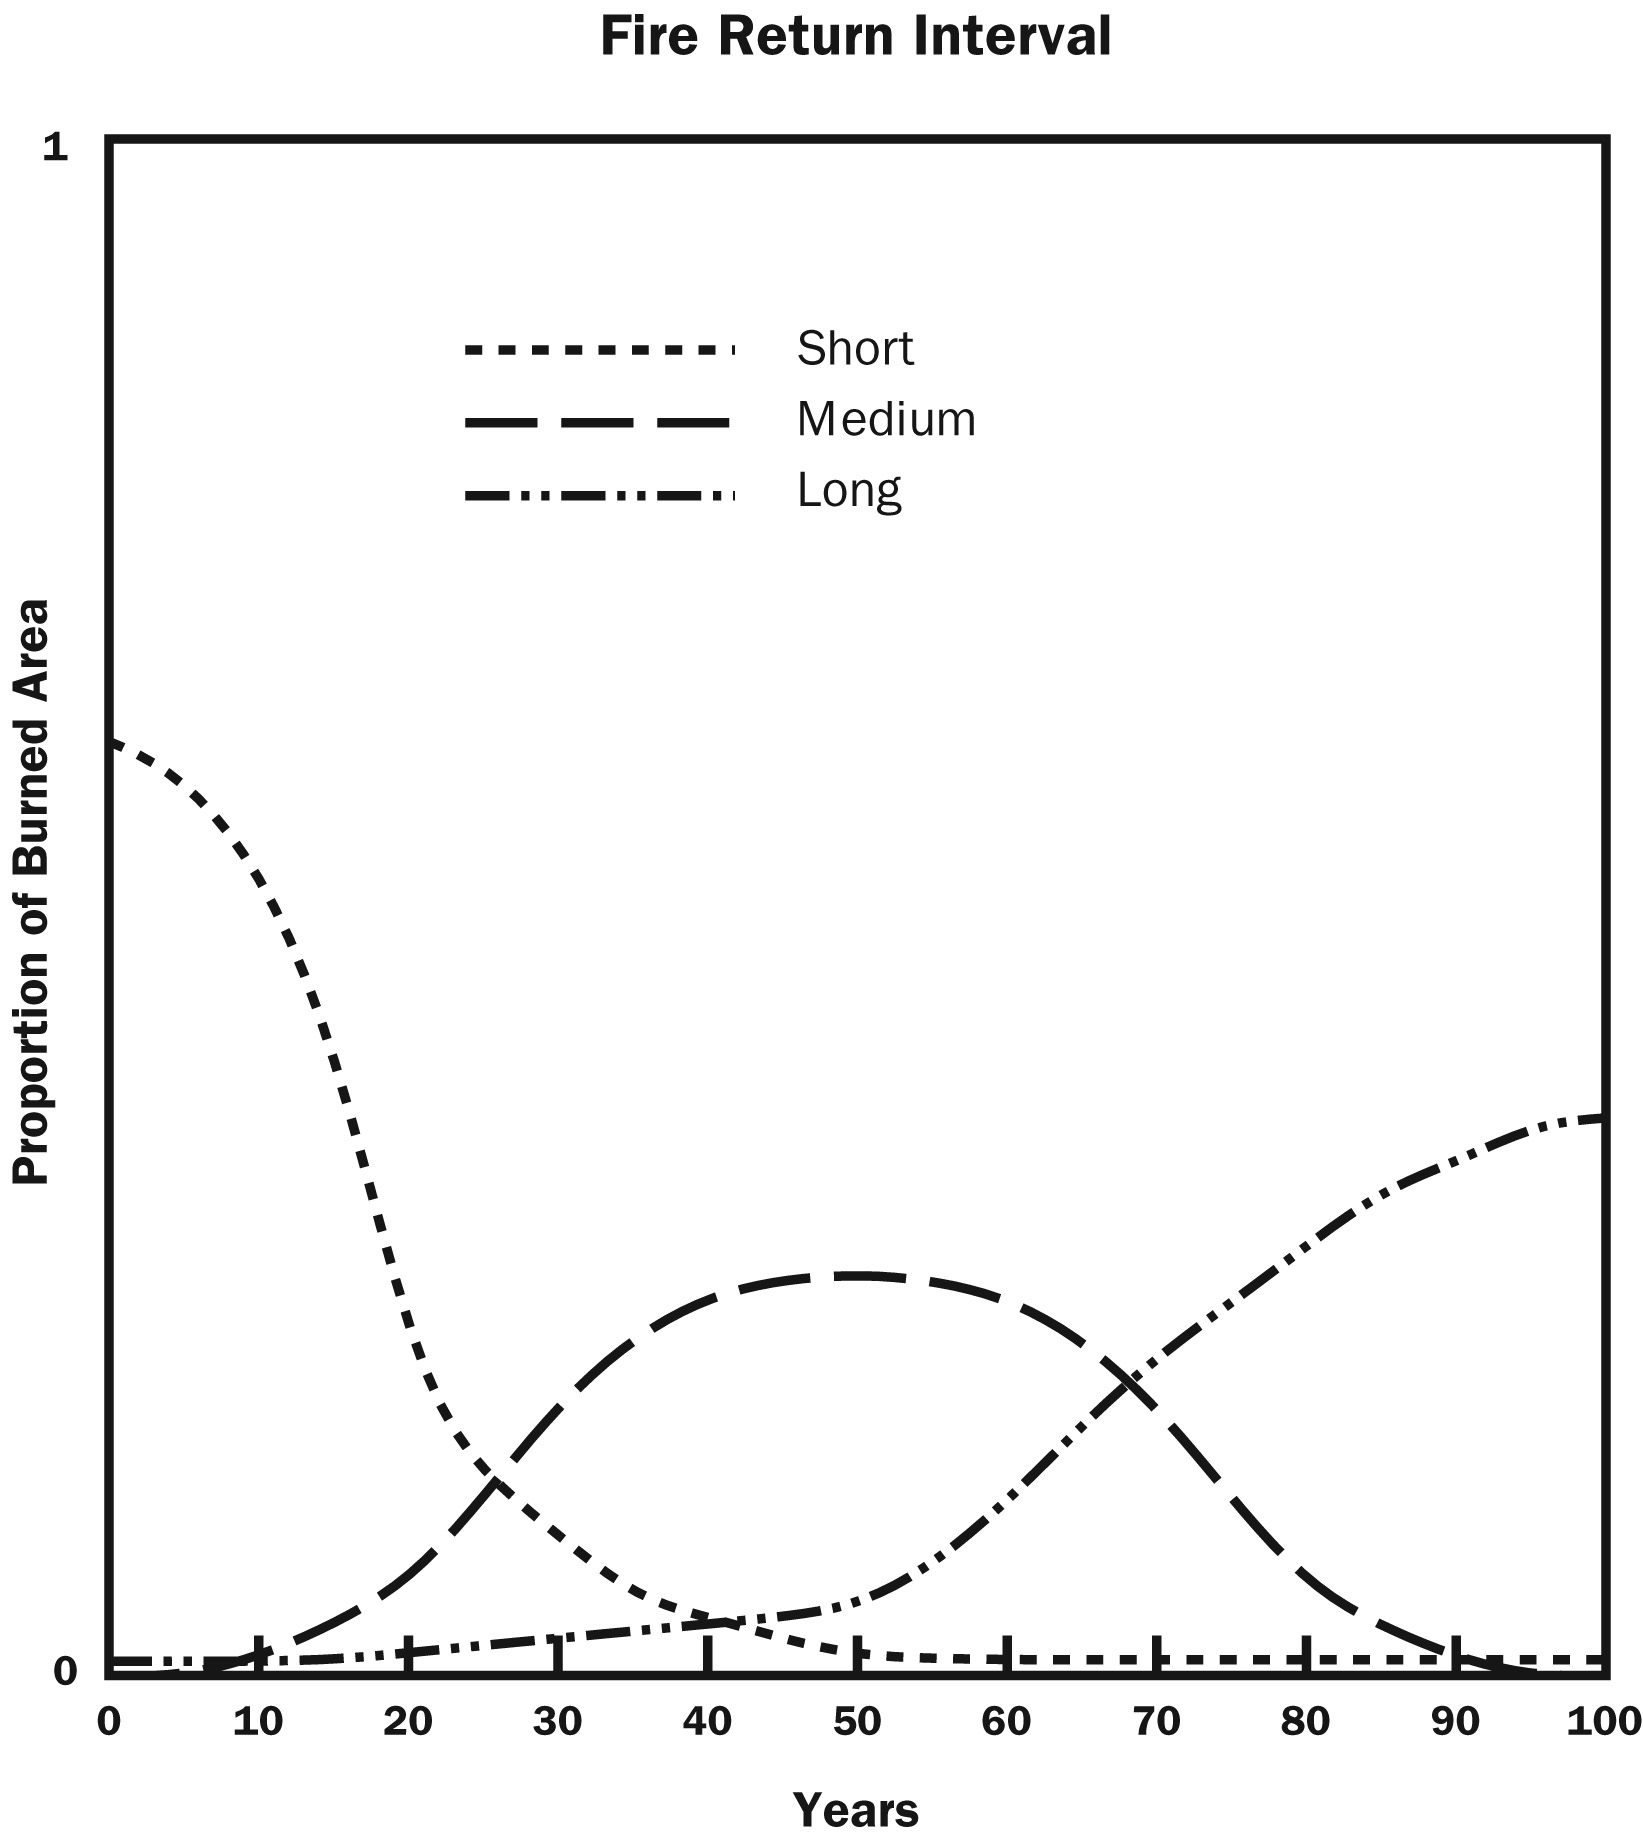 Fire Return Interval
1
Short
Medium
Long
Proportion of Burned Area
0
0 10 20 30 40 50 60 70 80 90 100
Years